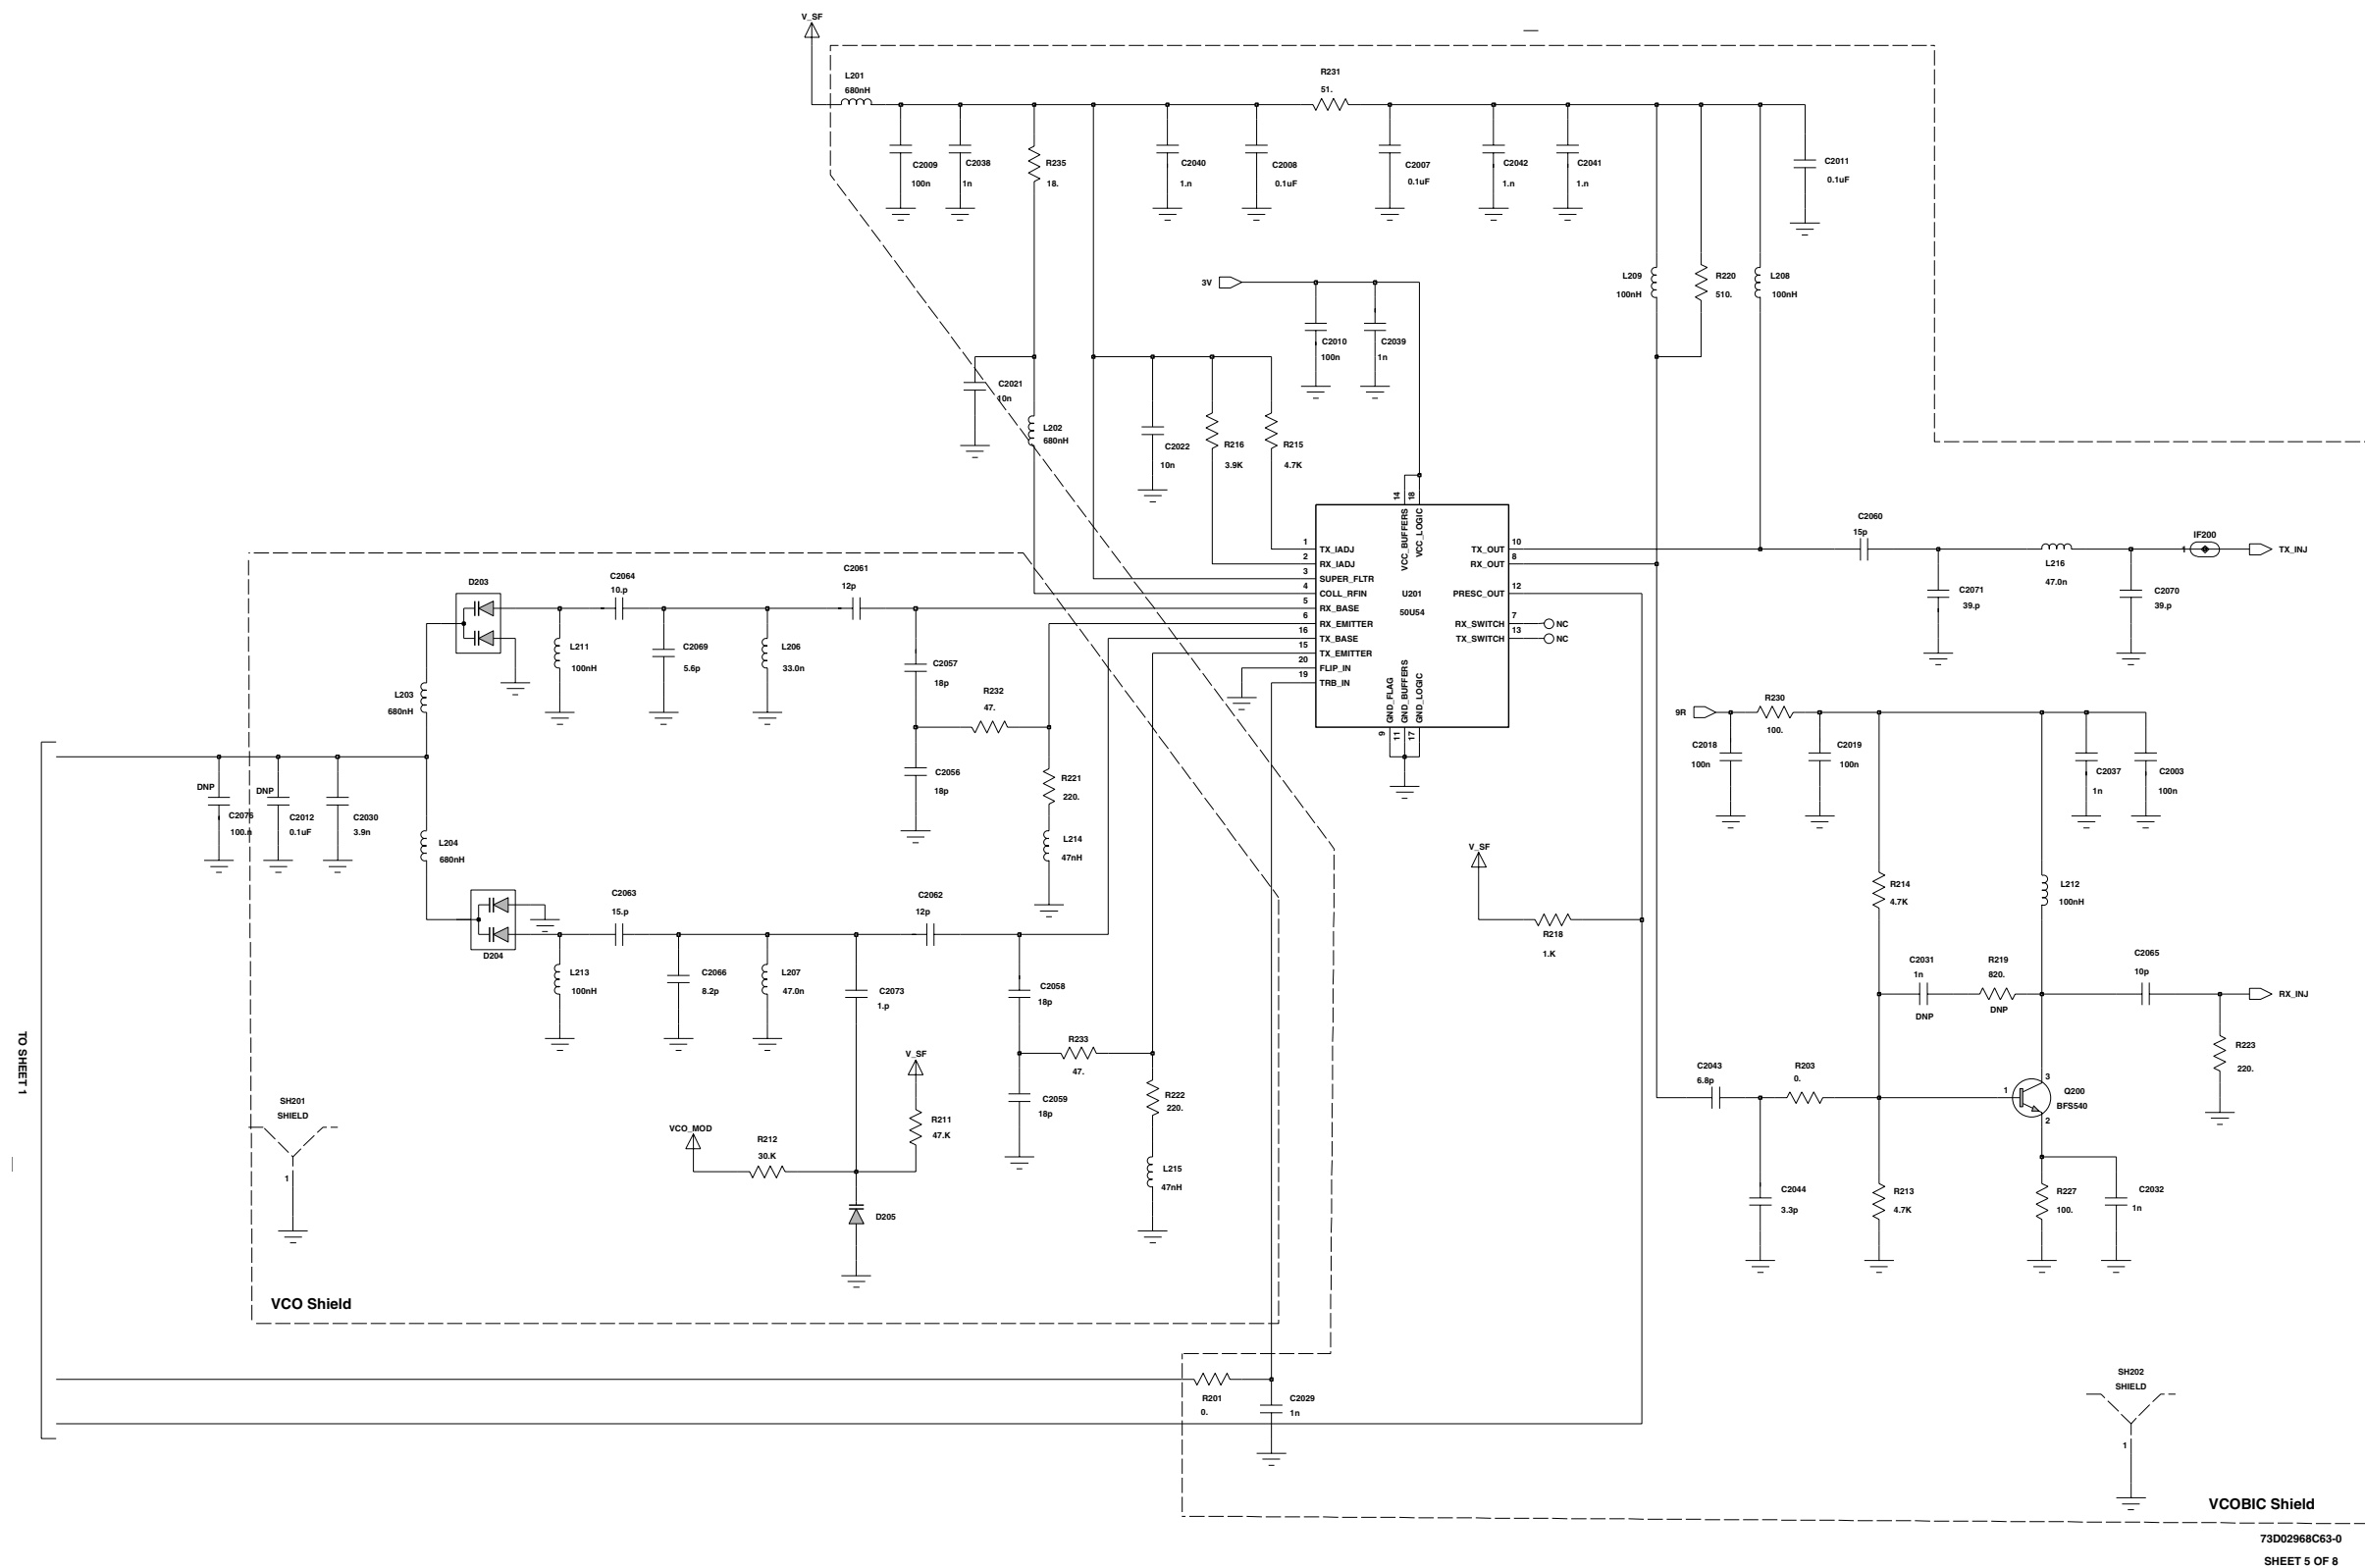 V_SF
L201
680nH
R231
51.
C2009
100n
C2038
1n
R235
18.
C2040
1.n
C2008
0.1uF
C2007
0.1uF
C2042
1.n
C2041
1.n
C2011
0.1uF
3V
L209
100nH
R220
510.
L208
100nH
C2010
100n
C2039
1n
C2021
10n
L202
680nH
C2022
10n
R216
3.9K
R215
4.7K
14
18
VCC_BUFFERS
VCC_LOGIC
1
TX_IADJ
2
RX_IADJ
3
SUPER_FLTR
4
COLL_RFIN
5
RX_BASE
6
RX_EMITTER
16
TX_BASE
15
TX_EMITTER
20
FLIP_IN
19
TRB_IN
U201
50U54
TX_OUT
10
RX_OUT
8
PRESC_OUT
12
RX_SWITCH
7
NC
TX_SWITCH
13
NC
GND_FLAG
GND_BUFFERS
GND_LOGIC
9
11
17
C2060
15p
IF200
1
TX_INJ
L216
47.0n
C2071
39.p
C2070
39.p
D203
C2064
10.p
C2061
12p
L211
100nH
C2069
5.6p
L206
33.0n
C2057
18p
L203
680nH
R232
47.
C2056
18p
R221
220.
L214
47nH
DNP
C2076
100.n
DNP
C2012
0.1uF
C2030
3.9n
L204
680nH
9R
R230
100.
C2018
100n
C2019
100n
C2037
1n
C2003
100n
V_SF
R218
1.K
R214
4.7K
L212
100nH
D204
C2063
15.p
C2062
12p
L213
100nH
C2066
8.2p
L207
47.0n
C2073
1.p
C2058
18p
C2031
1n
DNP
R219
820.
DNP
C2065
10p
RX_INJ
R223
220.
TO SHEET 1
R233
47.
V_SF
C2059
18p
R222
220.
R211
47.K
VCO_MOD
R212
30.K
L215
47nH
D205
SH201
SHIELD
1
C2043
6.8p
R203
0.
1
3
2
Q200
BFS540
C2044
3.3p
R213
4.7K
R227
100.
C2032
1n
VCO Shield
R201
0.
C2029
1n
SH202
SHIELD
1
VCOBIC Shield
73D02968C63-0
SHEET 5 OF 8